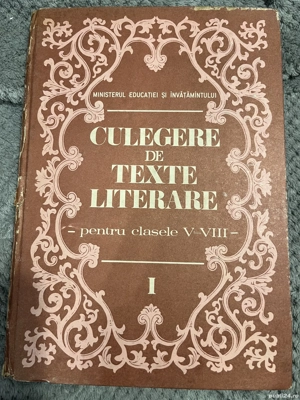 MINISTERUL EDUCAȚIEI ȘI ÎNVĂȚĂMÎNTULUI
CULEGERE
DE
TEXTE
LITERARE
- pentru clasele V-VIII -
I